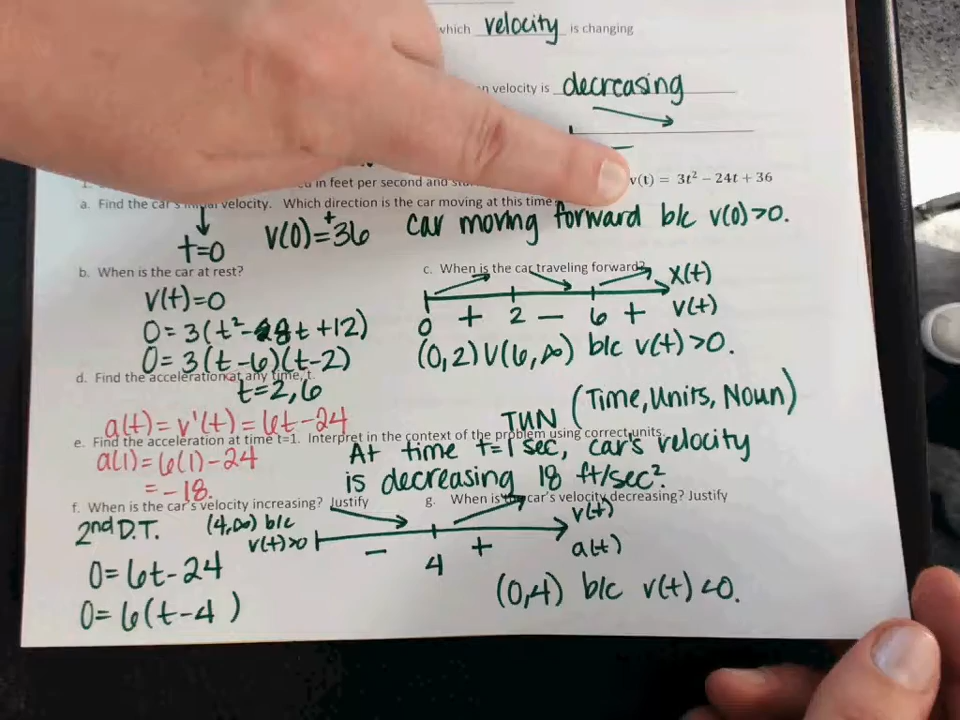 which velocity is changing
velocity is decreasing
in feet per second and v(t) = 3t² − 24t + 36
a. Find the car's velocity. Which direction is the car moving at this time
t=0 v(0)=+36 car moving forward b/c v(0)>0.
b. When is the car at rest? c. When is the car traveling forward?
v(t)=0 x(t)
0 + 2 − 6 + v(t)
0=3(t²-8t+12)
0=3(t-6)(t-2) (0,2)U(6,∞) b/c v(t)>0.
d. Find the acceleration at any time, t.
t=2,6
TUN (Time, Units, Noun)
a(t)=v'(t)=6t-24
e. Find the acceleration at time t=1. Interpret in the context of the problem using correct units.
a(1)=6(1)-24 At time t=1 sec, car's velocity
=-18. is decreasing 18 ft/sec².
f. When is the car's velocity increasing? Justify g. When is the car's velocity decreasing? Justify
2nd D.T. (4,∞) b/c v(t)
v(t)>0 − 4 + a(t)
0=6t-24
0=6(t-4) (0,4) b/c v(t)<0.